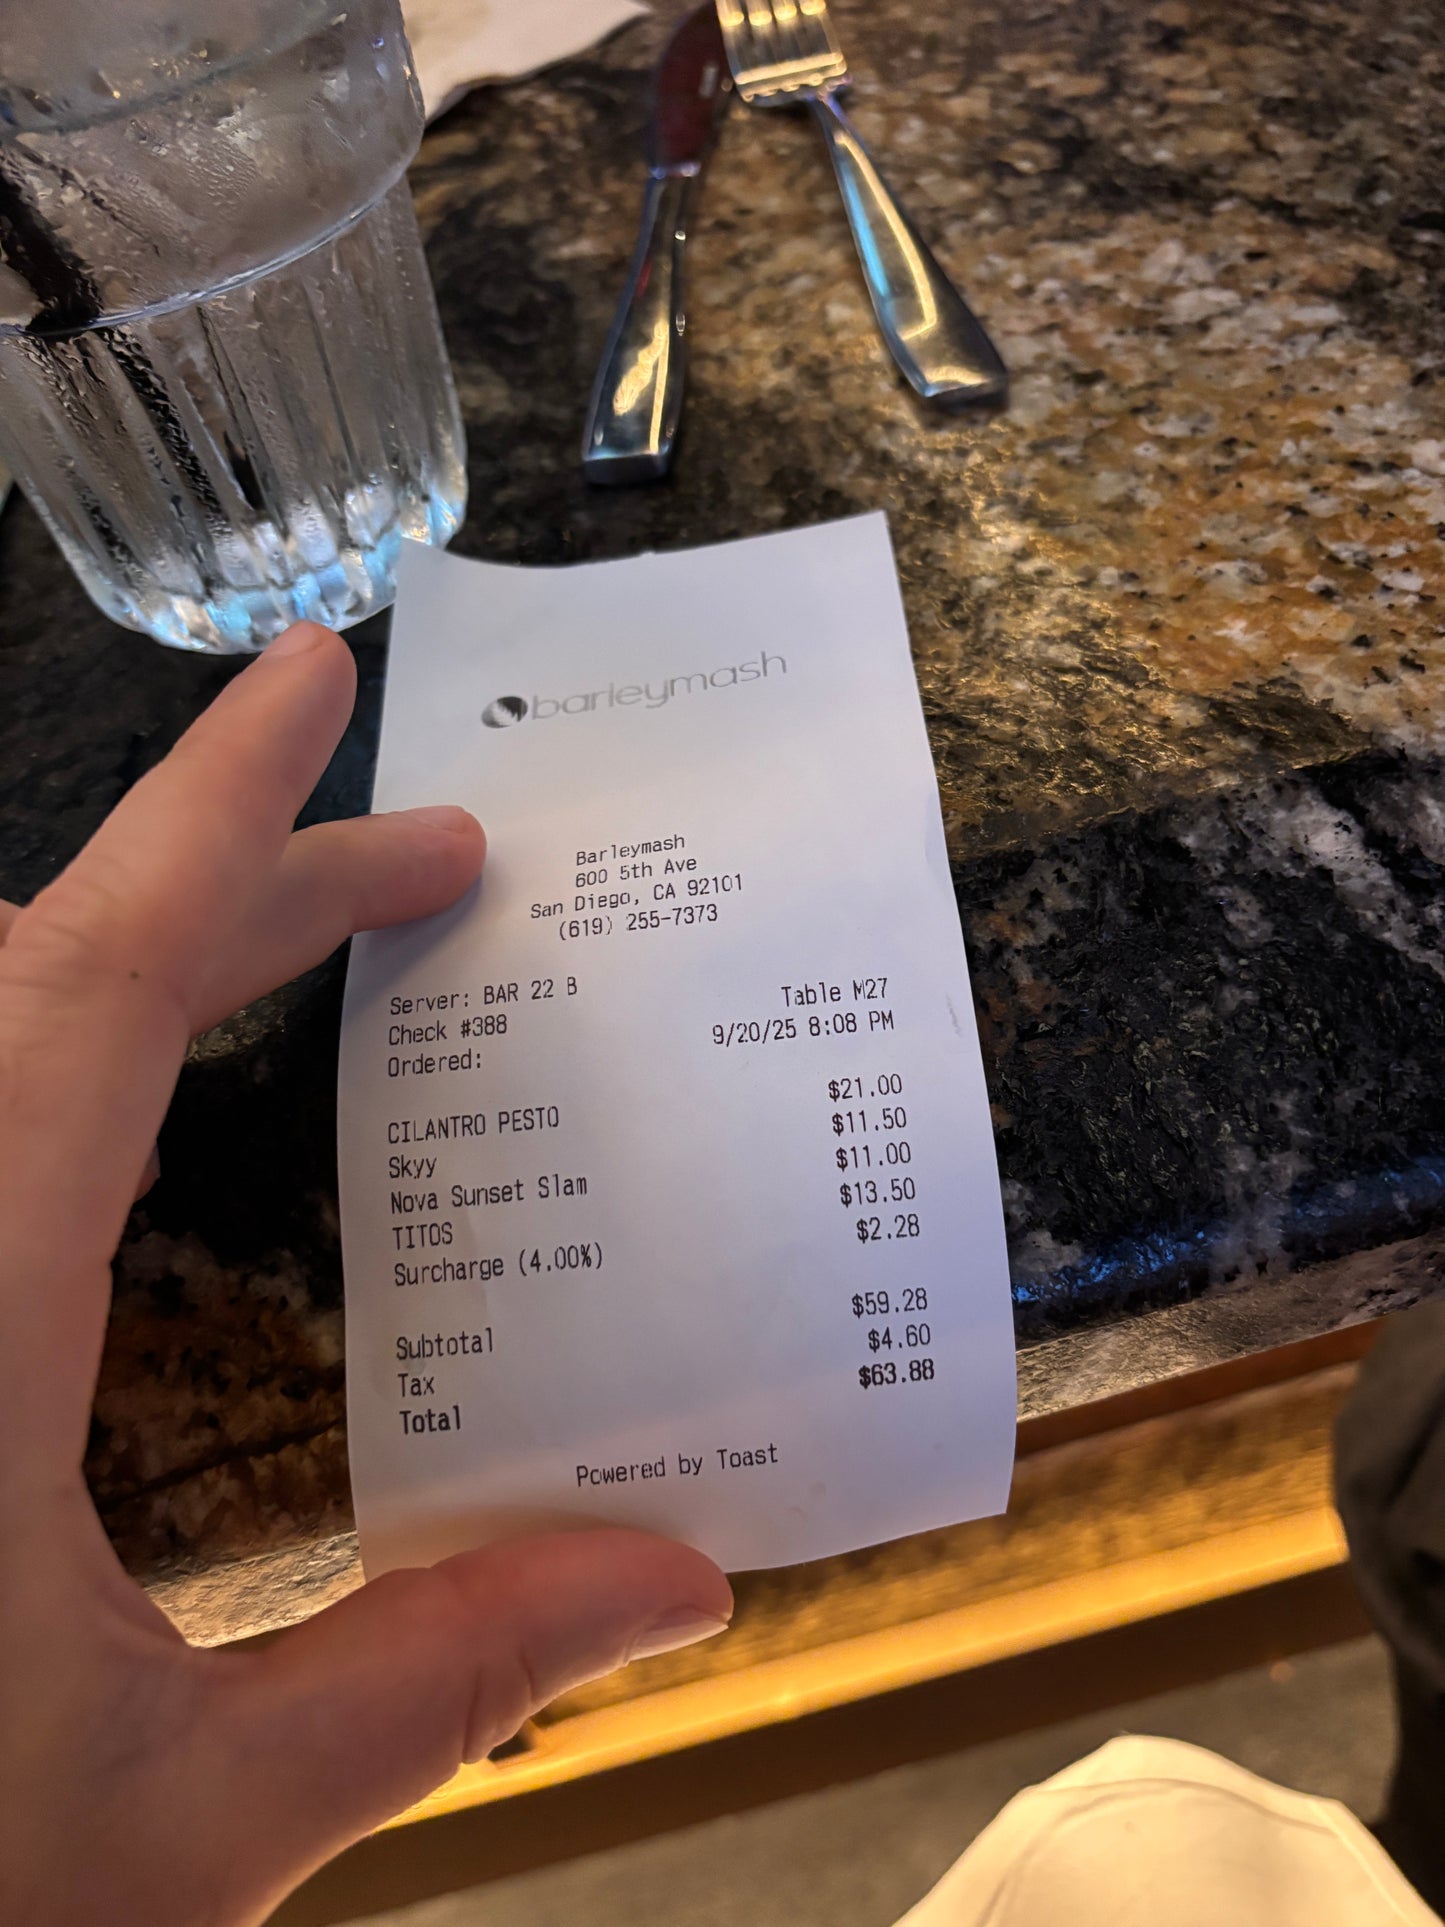 barleymash
Barleymash
600 5th Ave
San Diego, CA 92101
(619) 255-7373
Server: BAR 22 B Table M27
Check #388 9/20/25 8:08 PM
Ordered:
CILANTRO PESTO $21.00
Skyy $11.50
Nova Sunset Slam $11.00
TITOS $13.50
Surcharge (4.00%) $2.28
Subtotal $59.28
Tax $4.60
Total $63.88
Powered by Toast